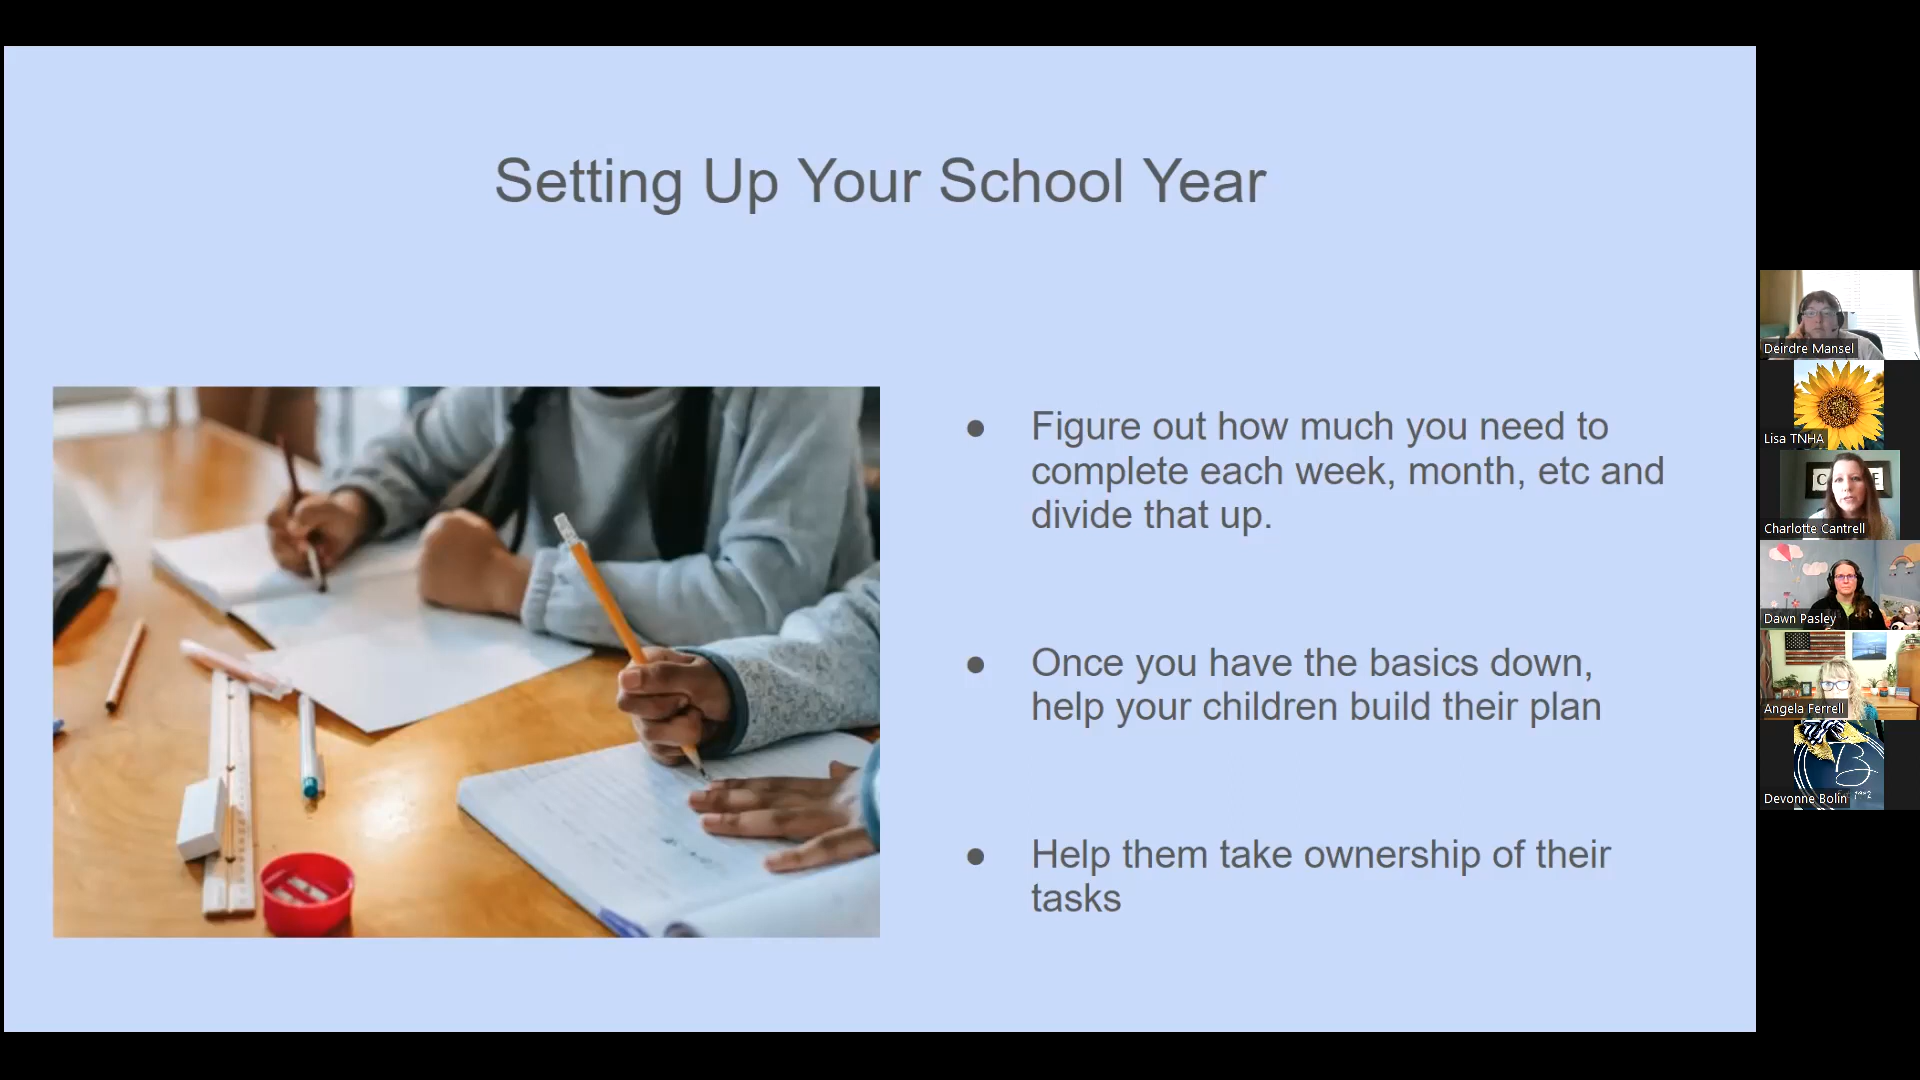 Setting Up Your School Year
● Figure out how much you need to
complete each week, month, etc and
divide that up.
● Once you have the basics down,
help your children build their plan
● Help them take ownership of their
tasks
Deirdre Mansel
Lisa TNHA
Charlotte Cantrell
Dawn Pasley
Angela Ferrell
B
Devonne Bolin